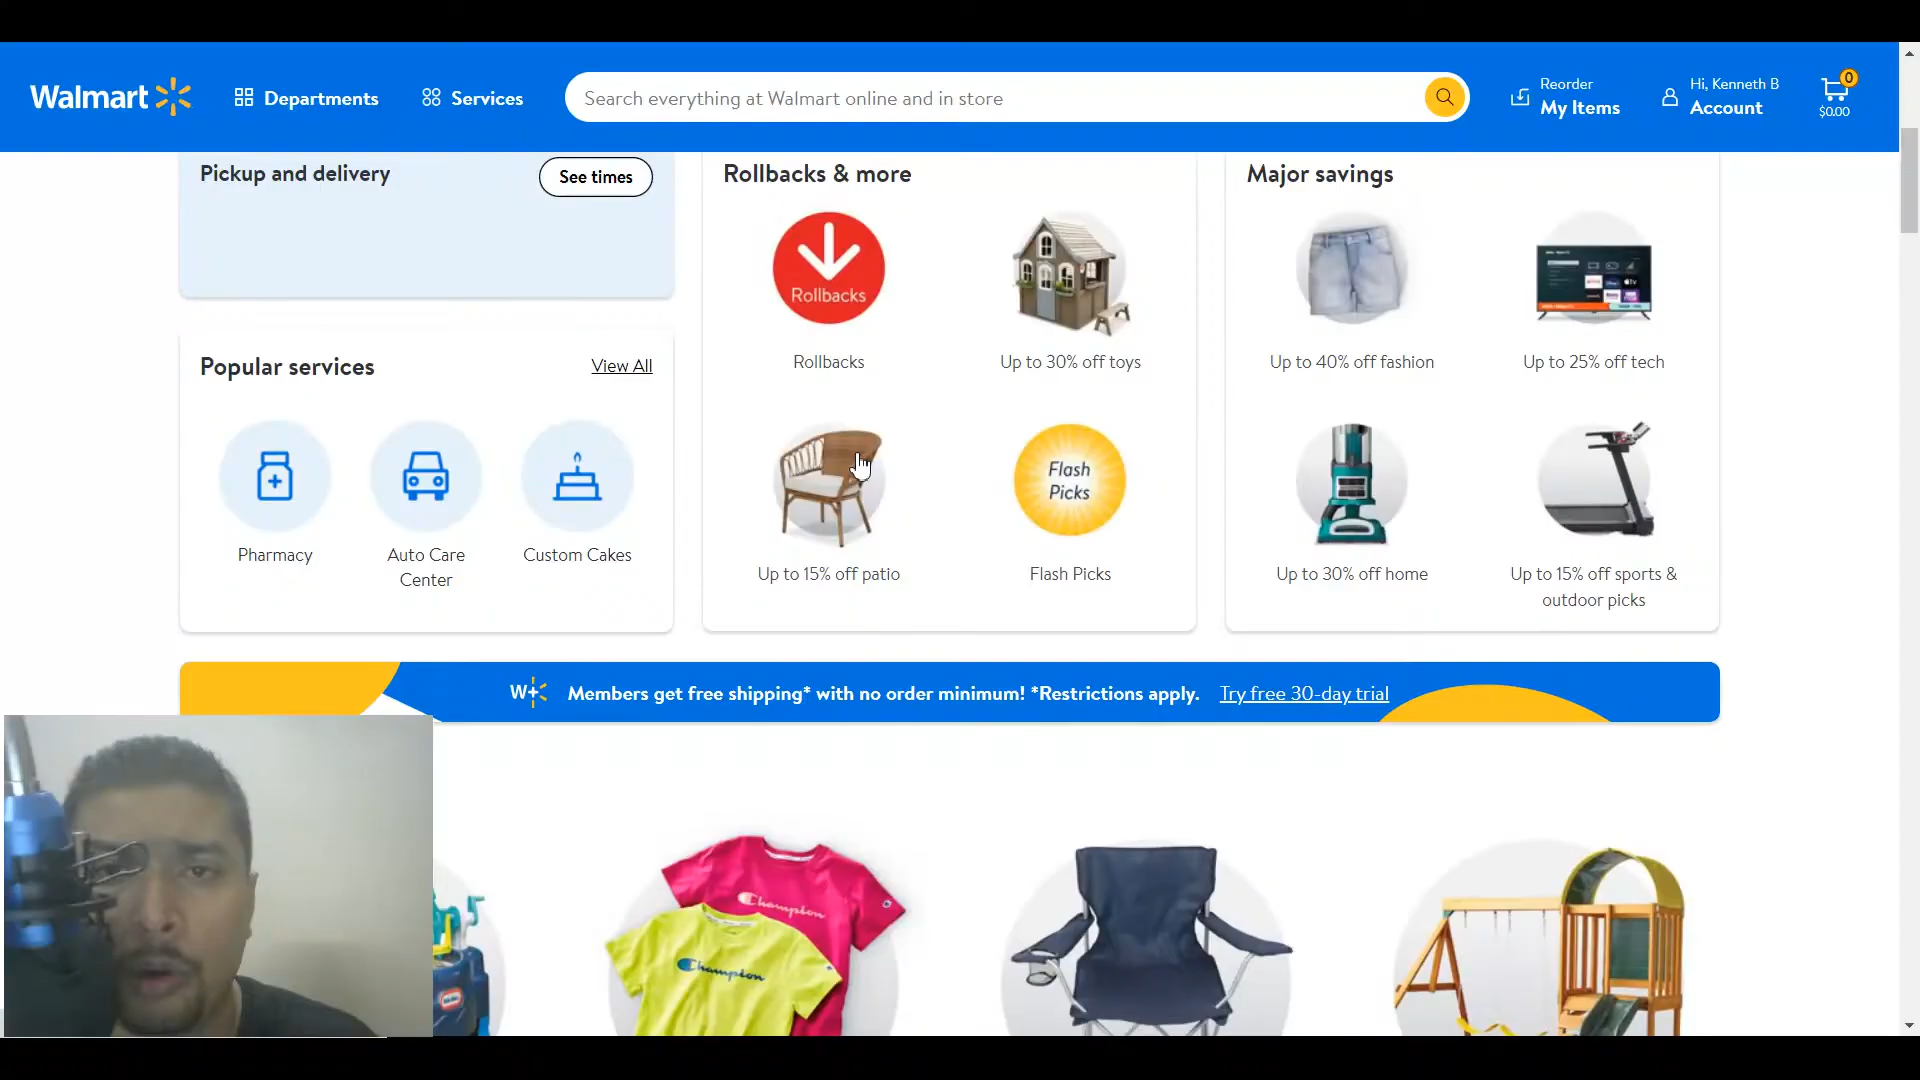 Walmart
Departments
Services
Search everything at Walmart online and in store
Reorder
My Items
Hi, Kenneth B
Account
0
$0.00
Pickup and delivery
See times
Rollbacks & more
Major savings
Rollbacks
Rollbacks
Up to 30% off toys
Up to 40% off fashion
Up to 25% off tech
Popular services
View All
Pharmacy
Auto Care
Center
Custom Cakes
Flash
Picks
Up to 15% off patio
Flash Picks
Up to 30% off home
Up to 15% off sports &
outdoor picks
W+
Members get free shipping* with no order minimum! *Restrictions apply.
Try free 30-day trial
Champion
Champion